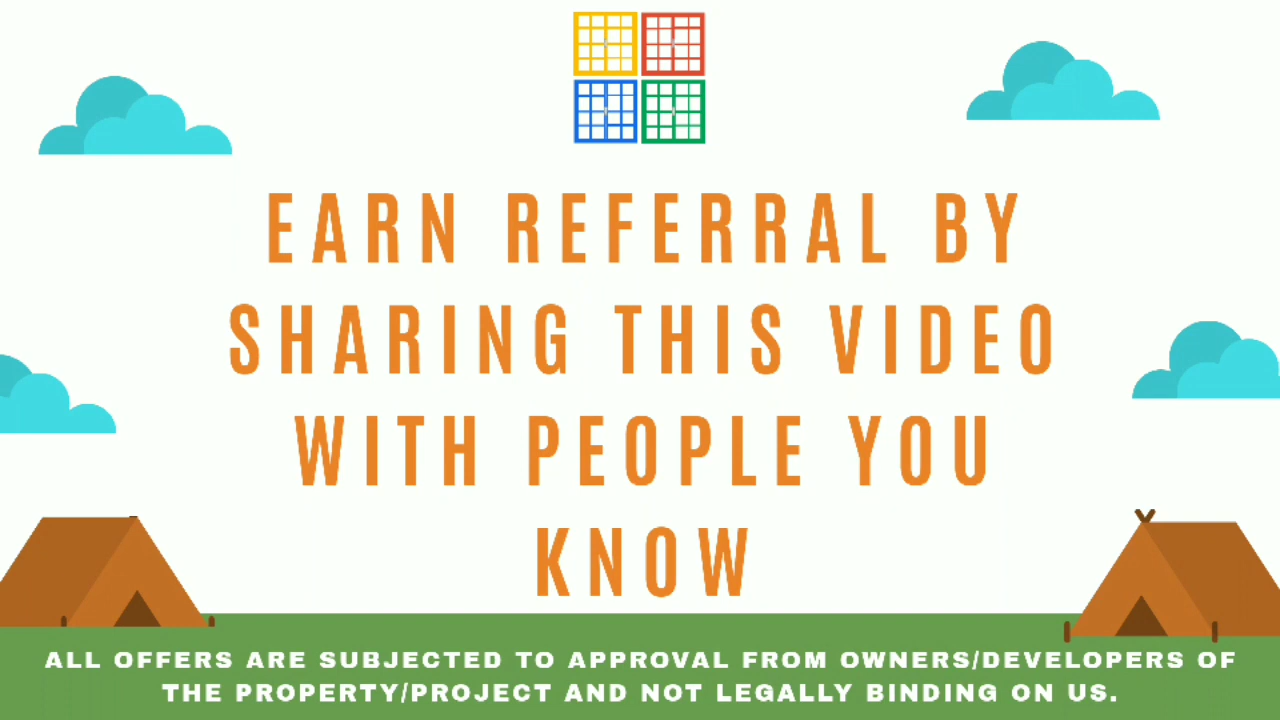 EARN REFERRAL BY
SHARING THIS VIDEO
WITH PEOPLE YOU
KNOW
ALL OFFERS ARE SUBJECTED TO APPROVAL FROM OWNERS/DEVELOPERS OF
THE PROPERTY/PROJECT AND NOT LEGALLY BINDING ON US.